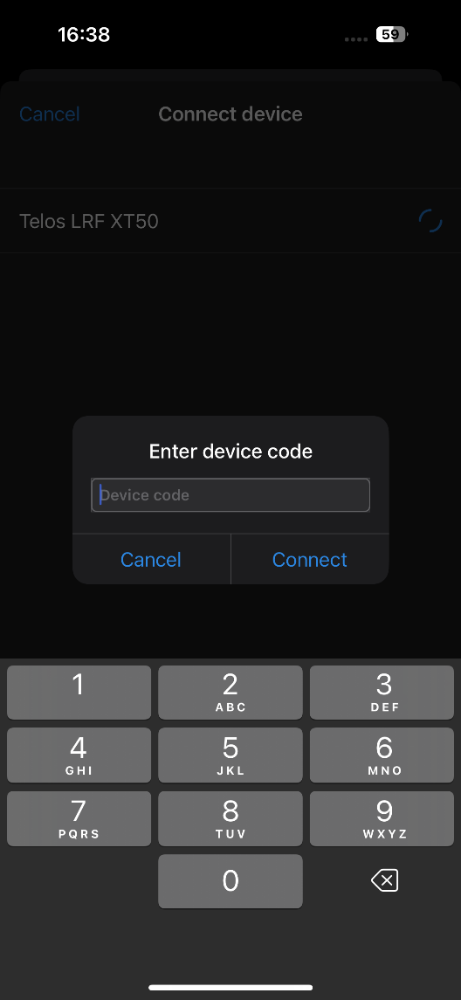 16:38
59
Cancel Connect device
Telos LRF XT50
Enter device code
Device code
Cancel Connect
1 2 3
ABC DEF
4 5 6
GHI JKL MNO
7 8 9
PQRS TUV WXYZ
0